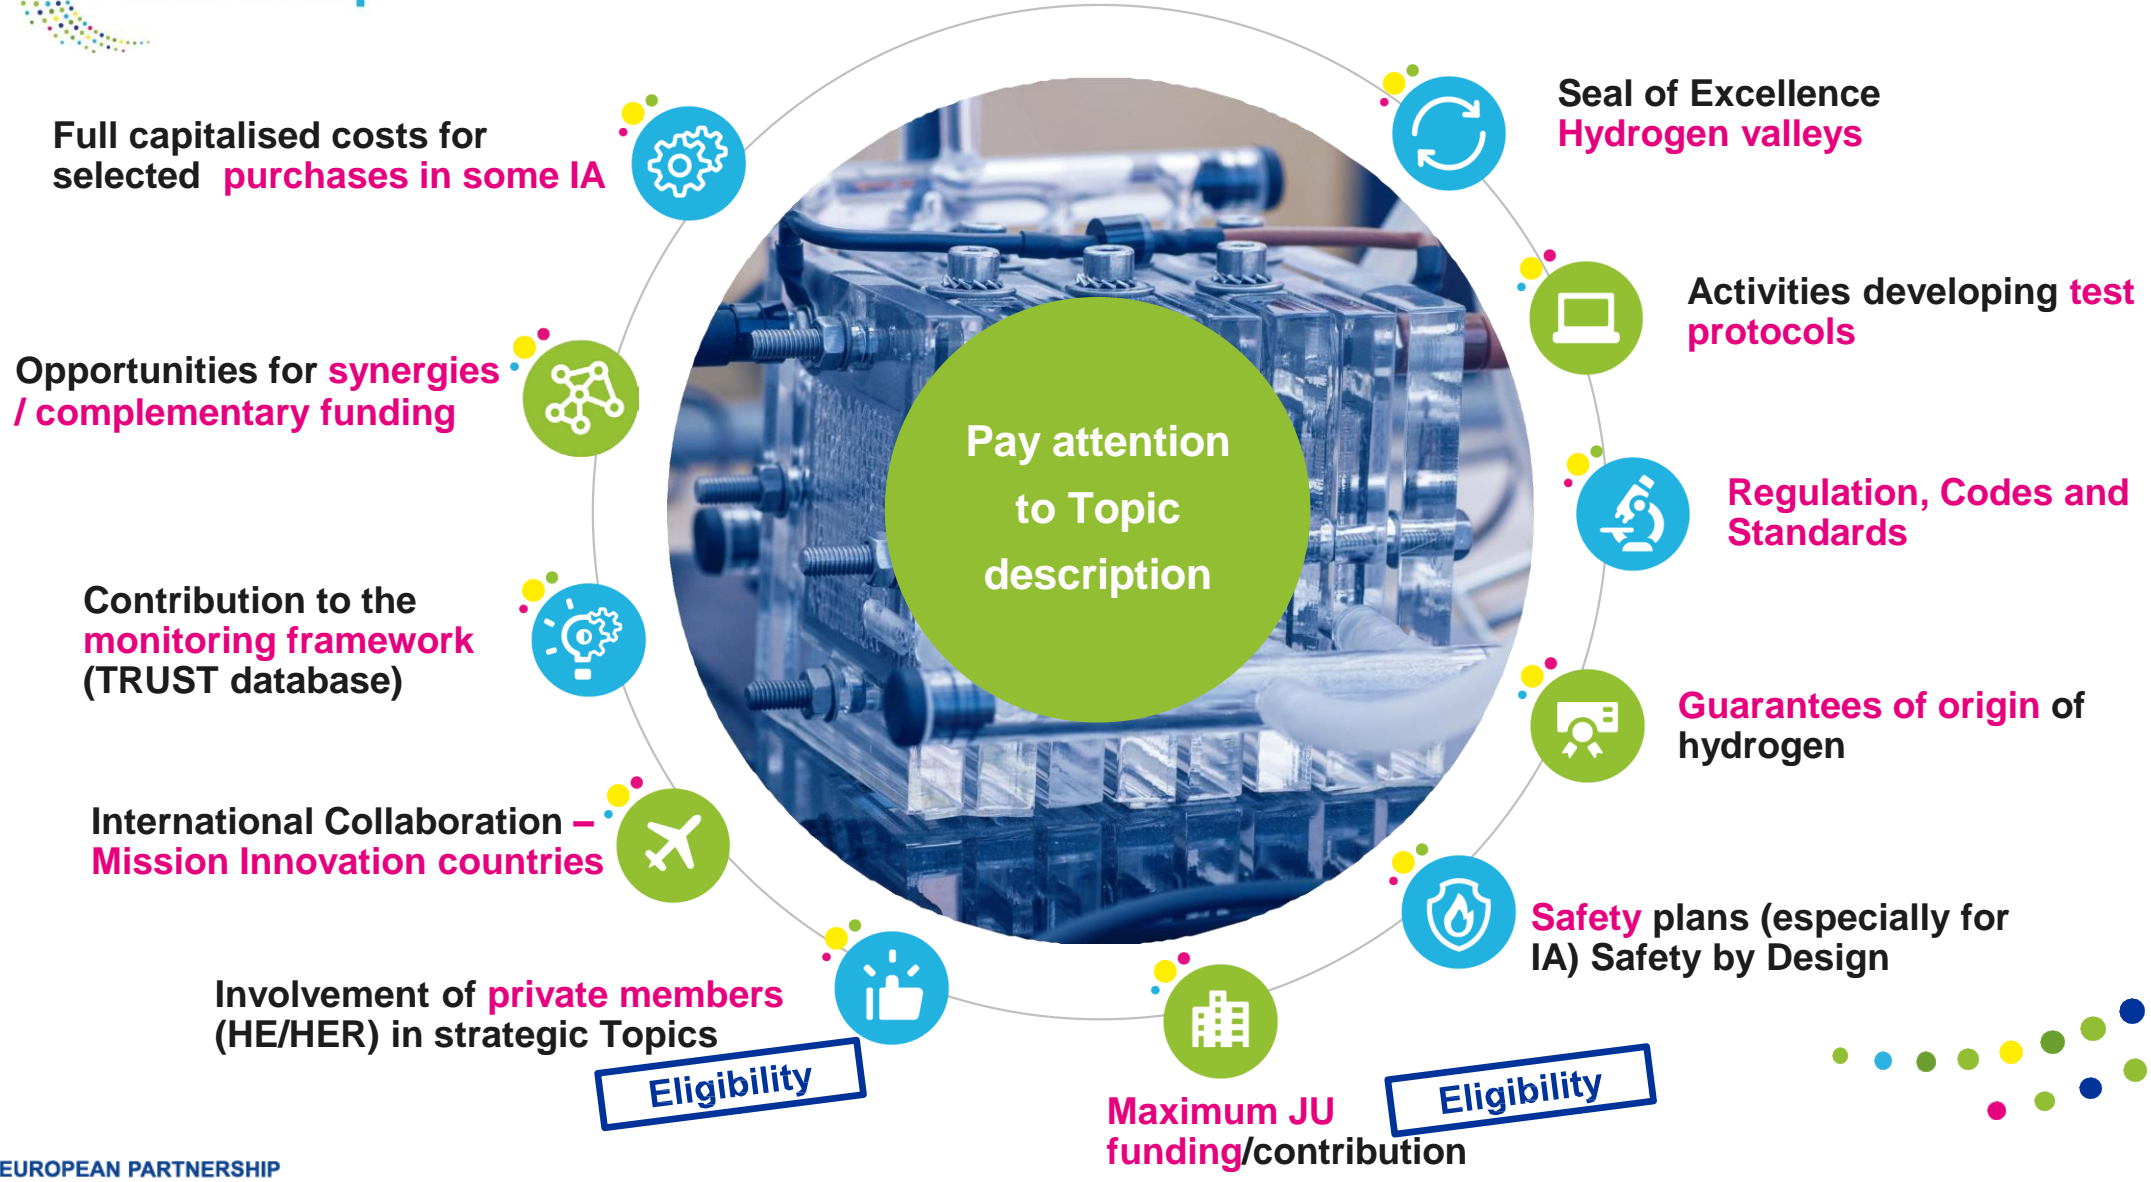 Full capitalised costs for
selected purchases in some IA
Opportunities for synergies
/ complementary funding
Contribution to the
monitoring framework
(TRUST database)
International Collaboration –
Mission Innovation countries
Involvement of private members
(HE/HER) in strategic Topics
Eligibility
Pay attention
to Topic
description
Seal of Excellence
Hydrogen valleys
Activities developing test
protocols
Regulation, Codes and
Standards
Guarantees of origin of
hydrogen
Safety plans (especially for
IA) Safety by Design
Eligibility
Maximum JU
funding/contribution
EUROPEAN PARTNERSHIP